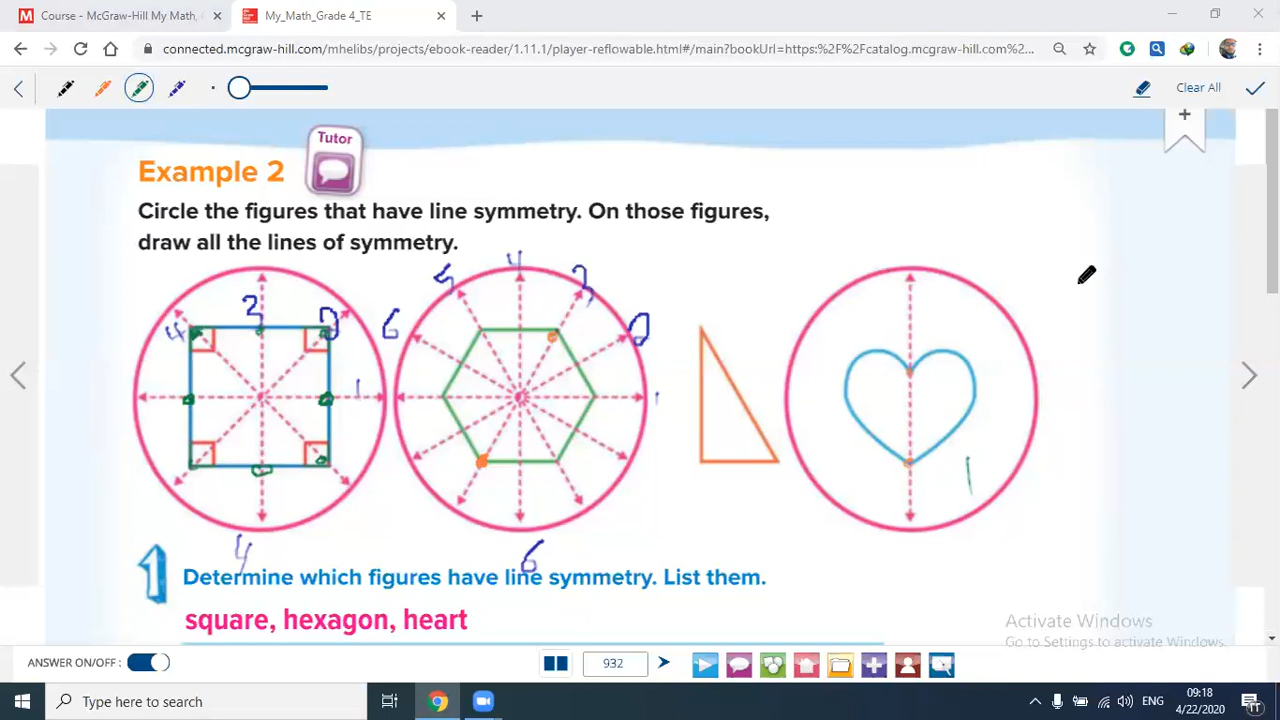 Course - McGraw-Hill My Math,
My_Math_Grade 4_TE
connected.mcgraw-hill.com/mhelibs/projects/ebook-reader/1.11.1/player-reflowable.html#/main?bookUrl=https:%2F%2Fcatalog.mcgraw-hill.com%2...
Clear All
Tutor
Example 2
Circle the figures that have line symmetry. On those figures,
draw all the lines of symmetry.
4 5 3
2 6
4
1 1
1
4 6
1 Determine which figures have line symmetry. List them.
square, hexagon, heart
Activate Windows
Go to Settings to activate Windows.
ANSWER ON/OFF :
932
Type here to search
ENG
09:18
4/22/2020